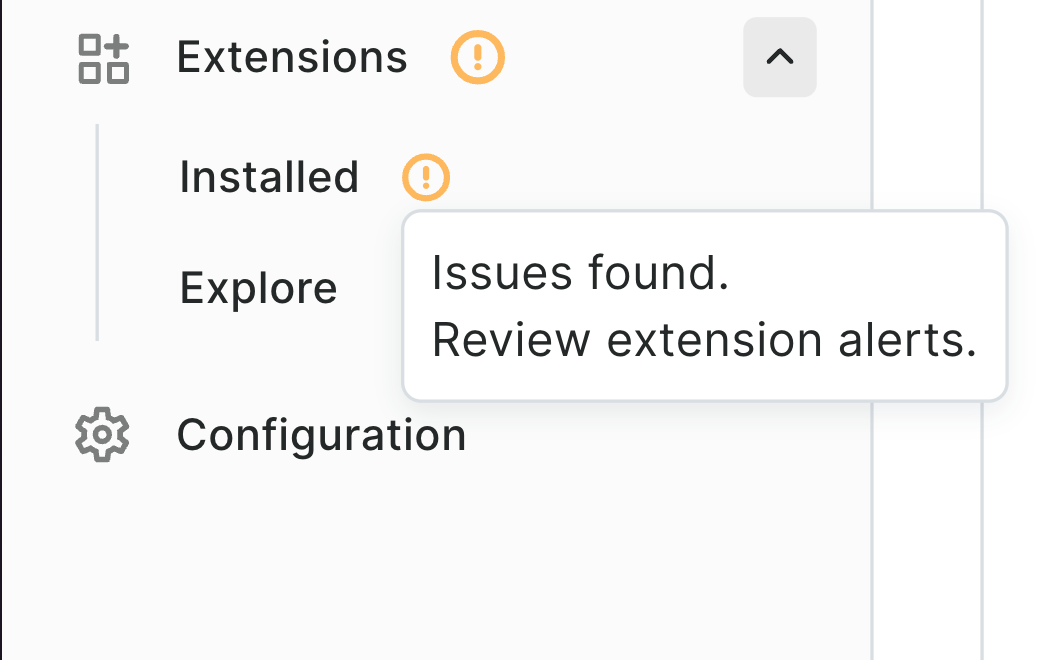 Extensions
Installed
Explore
Issues found.
Review extension alerts.
Configuration